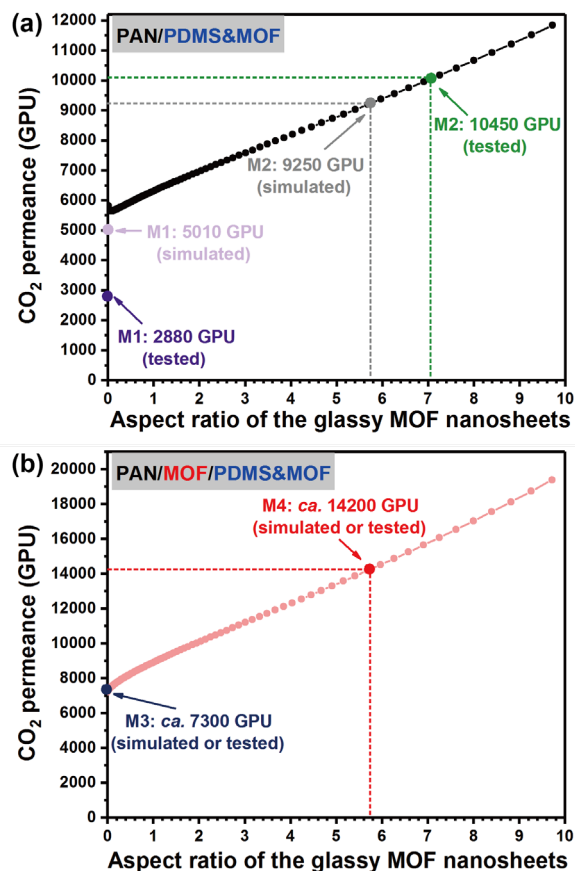 (a)
PAN/PDMS&MOF
12000
11000
10000
9000
8000
7000
6000
5000
4000
3000
2000
1000
0
CO₂ permeance (GPU)
M2: 10450 GPU
(tested)
M2: 9250 GPU
(simulated)
M1: 5010 GPU
(simulated)
M1: 2880 GPU
(tested)
0 1 2 3 4 5 6 7 8 9 10
Aspect ratio of the glassy MOF nanosheets
(b)
PAN/MOF/PDMS&MOF
20000
18000
16000
14000
12000
10000
8000
6000
4000
2000
0
CO₂ permeance (GPU)
M4: ca. 14200 GPU
(simulated or tested)
M3: ca. 7300 GPU
(simulated or tested)
0 1 2 3 4 5 6 7 8 9 10
Aspect ratio of the glassy MOF nanosheets